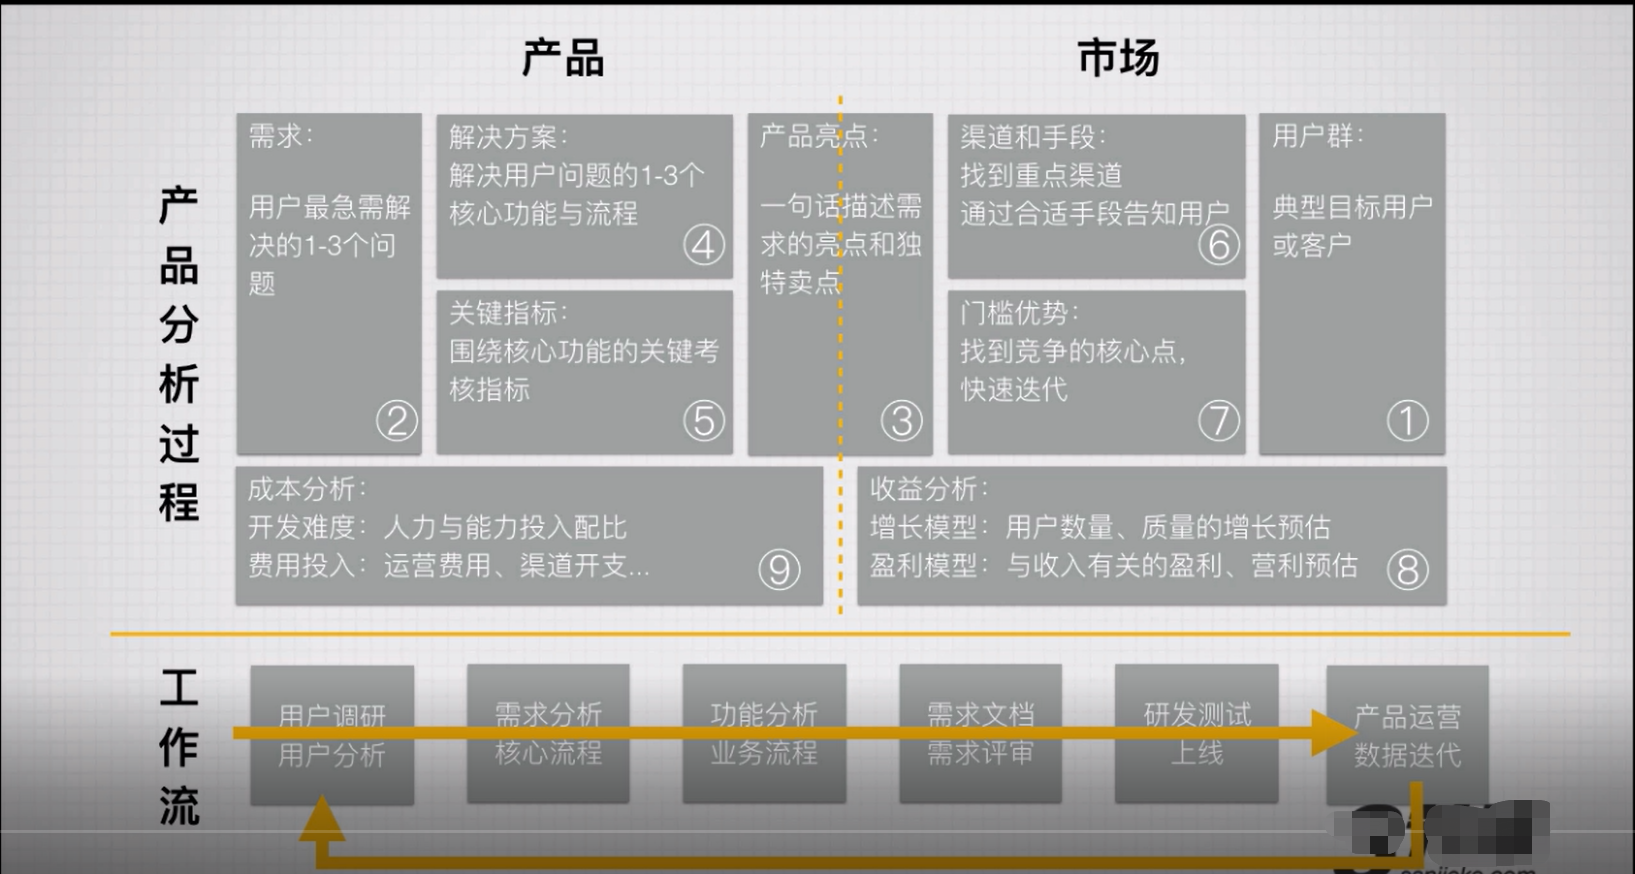 产品
市场
产品分析过程
需求：
用户最急需解
决的1-3个问
题
②
解决方案：
解决用户问题的1-3个
核心功能与流程
④
关键指标：
围绕核心功能的关键考
核指标
⑤
产品亮点：
一句话描述需
求的亮点和独
特卖点
③
渠道和手段：
找到重点渠道
通过合适手段告知用户
⑥
门槛优势：
找到竞争的核心点，
快速迭代
⑦
用户群：
典型目标用户
或客户
①
成本分析：
开发难度：人力与能力投入配比
费用投入：运营费用、渠道开支...
⑨
收益分析：
增长模型：用户数量、质量的增长预估
盈利模型：与收入有关的盈利、营利预估
⑧
工作流
用户调研
用户分析
需求分析
核心流程
功能分析
业务流程
需求文档
需求评审
研发测试
上线
产品运营
数据迭代